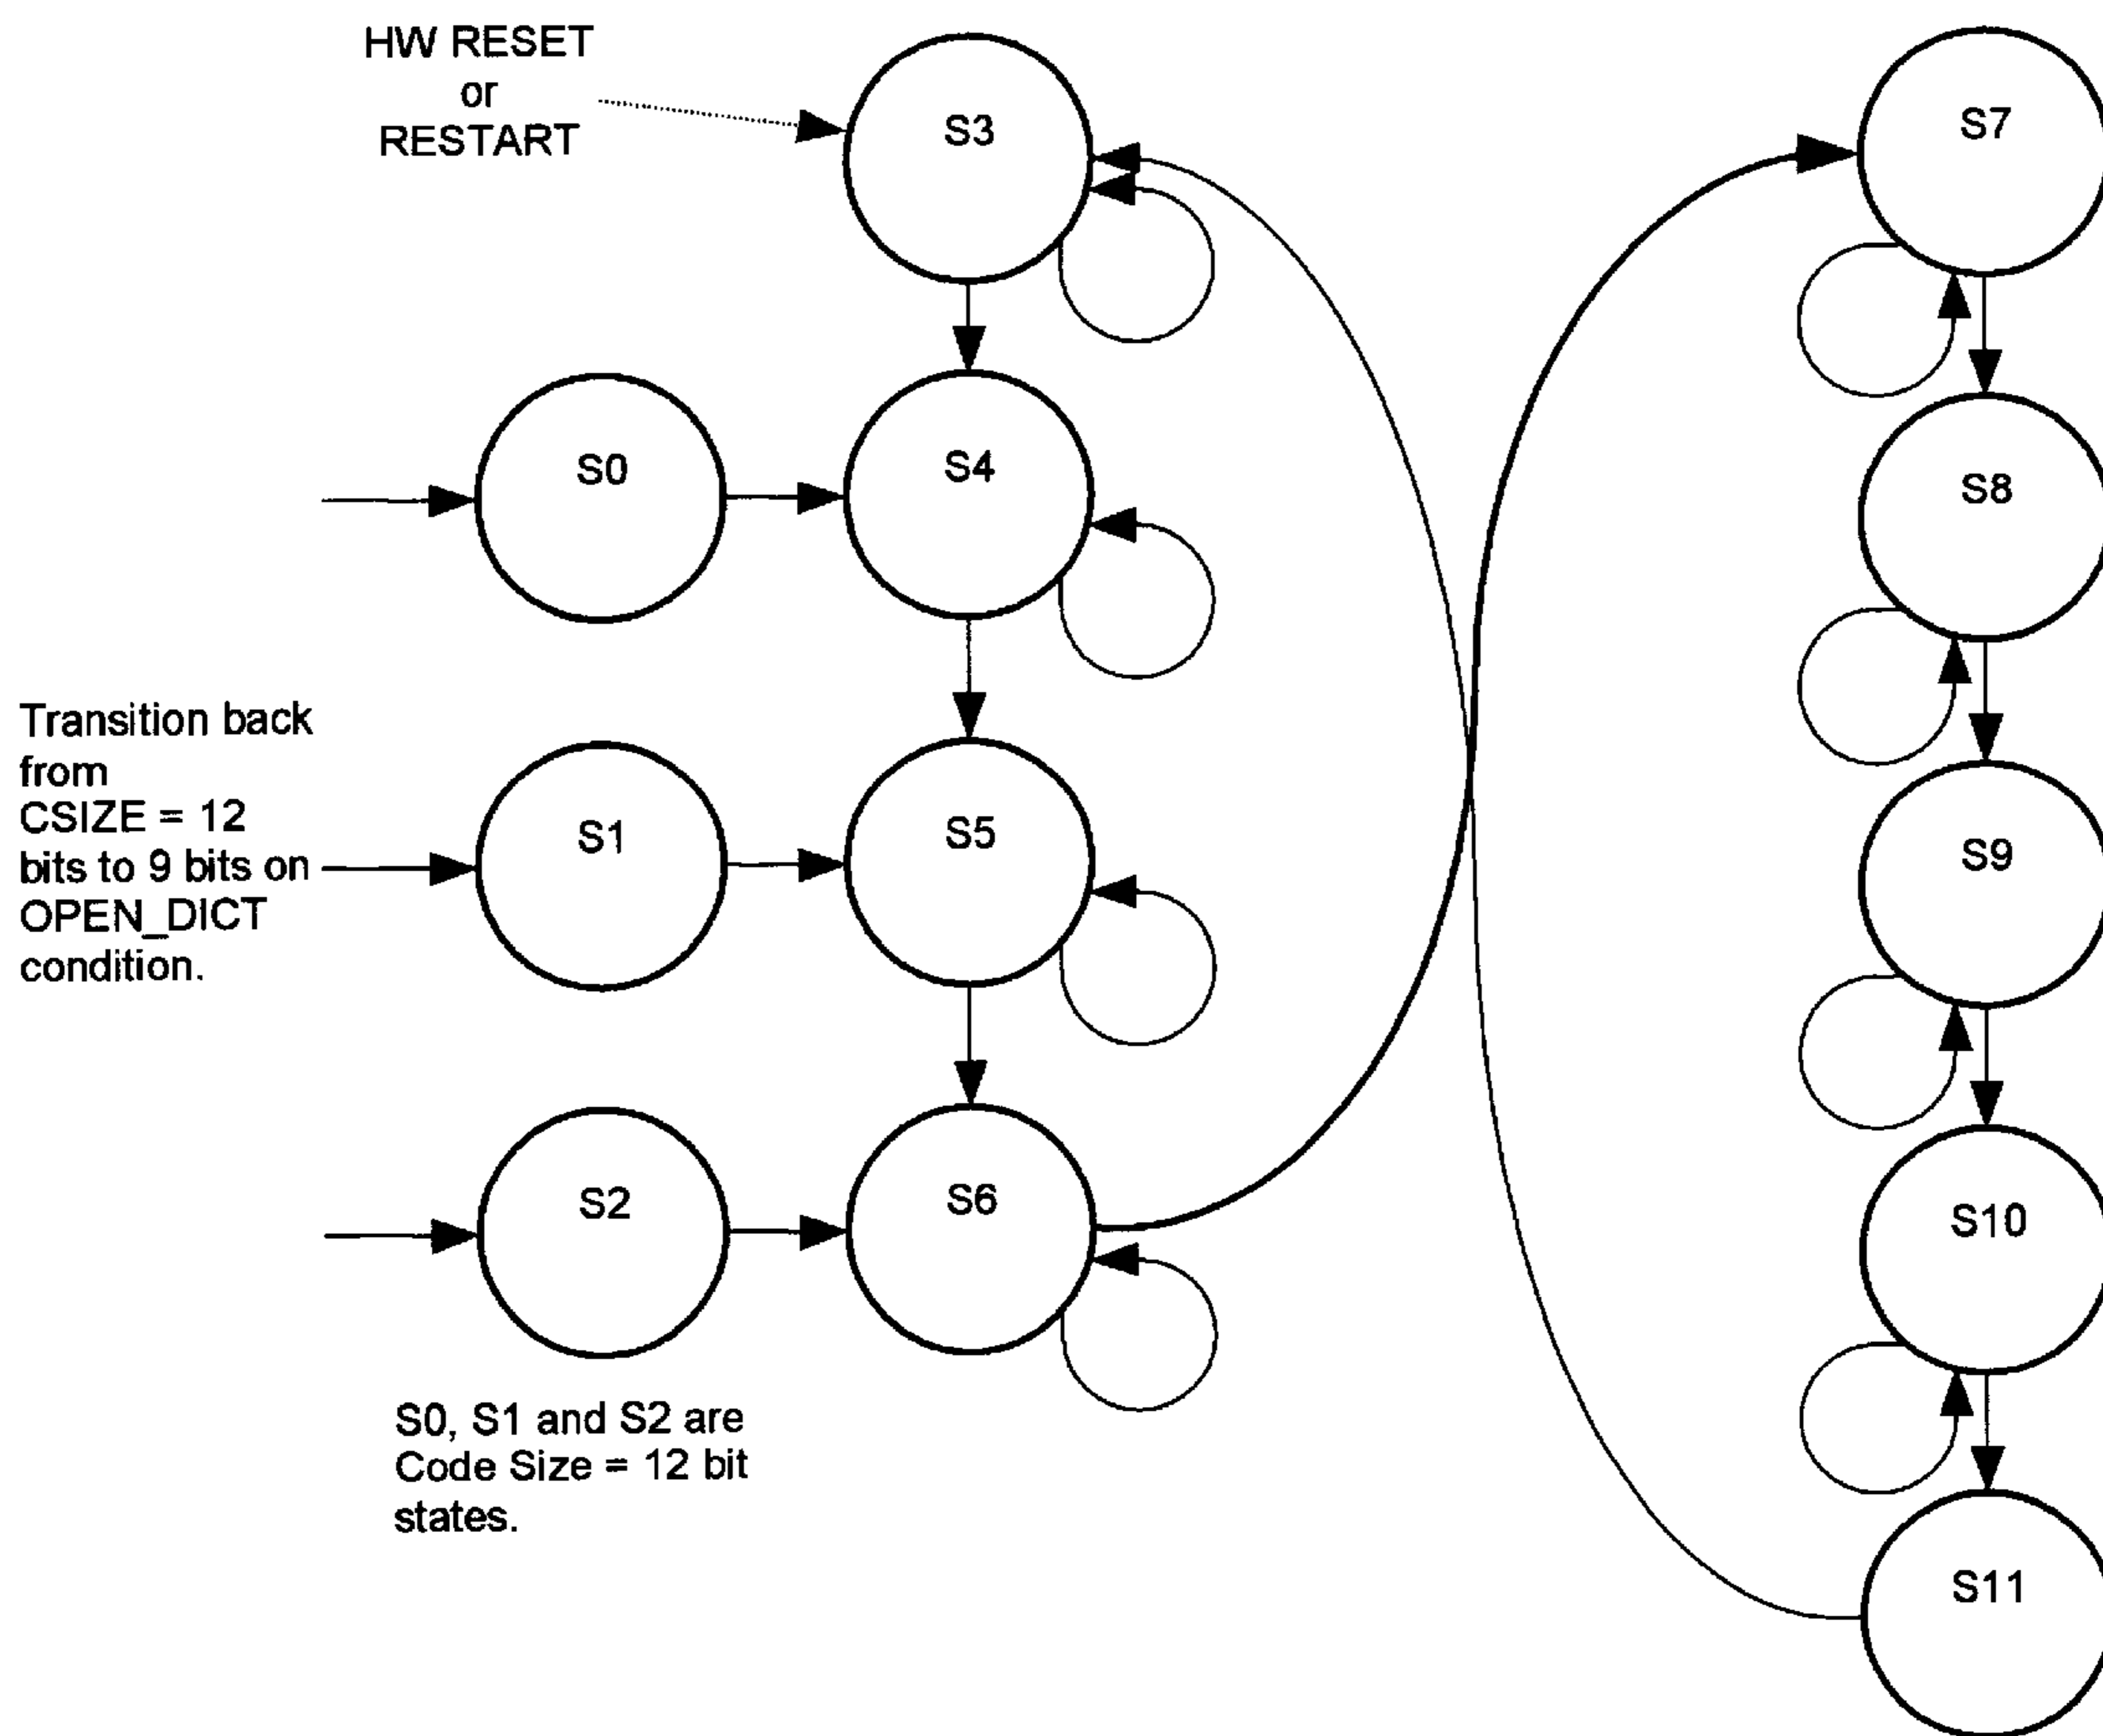 HW RESET
or
RESTART
S3
S7
S0
S4
S8
Transition back
from
CSIZE = 12
bits to 9 bits on
OPEN_DICT
condition.
S1
S5
S9
S2
S6
S10
S0, S1 and S2 are
Code Size = 12 bit
states.
S11